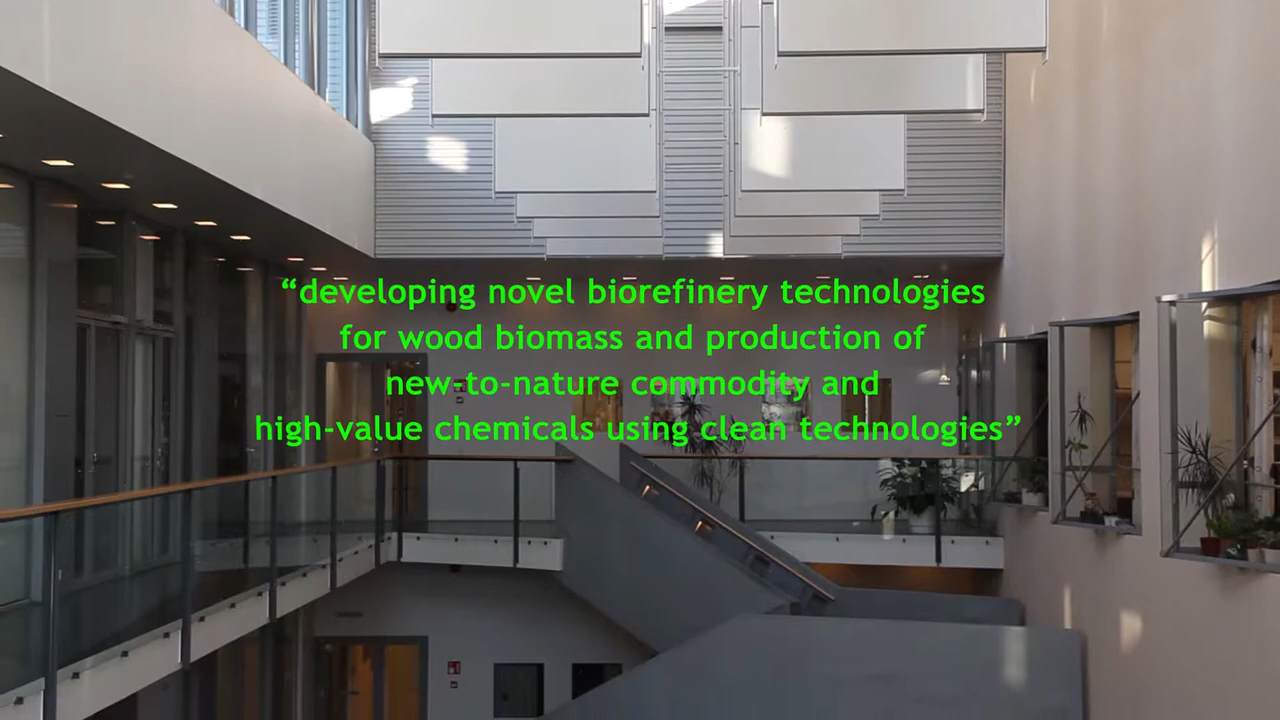 “developing novel biorefinery technologies
for wood biomass and production of
new-to-nature commodity and
high-value chemicals using clean technologies”